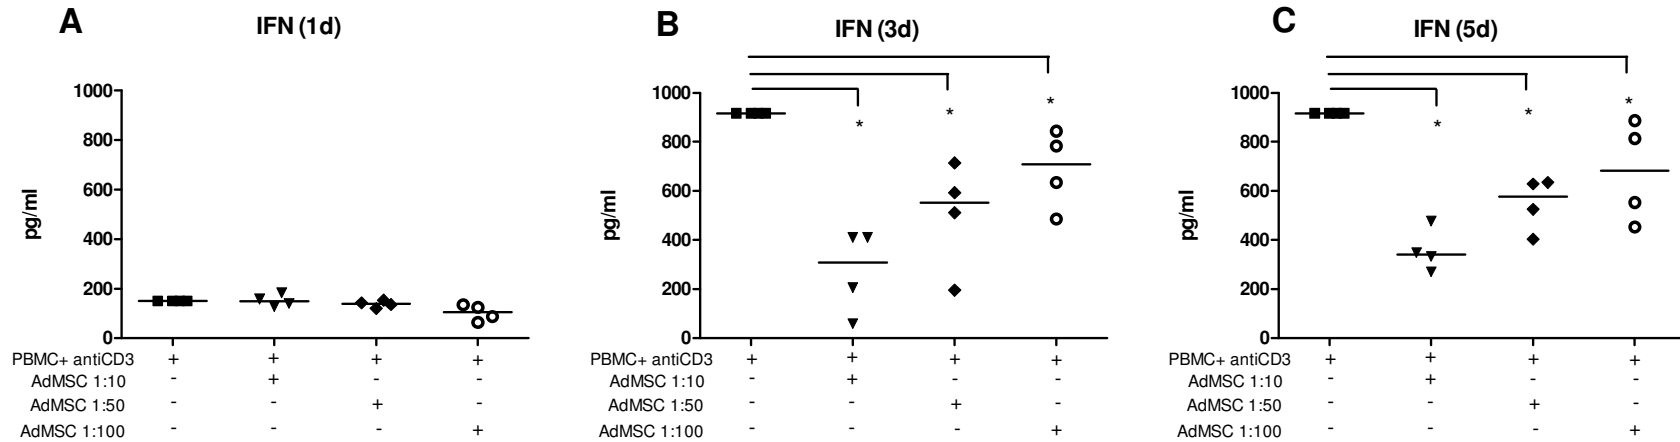 A
IFN (1d)
1000
800
600
400
200
0
pg/ml
PBMC+ antiCD3 + + + +
AdMSC 1:10 - + - -
AdMSC 1:50 - - + -
AdMSC 1:100 - - - +
B
IFN (3d)
* * *
1000
800
600
400
200
0
pg/ml
PBMC+ antiCD3 + + + +
AdMSC 1:10 - + - -
AdMSC 1:50 - - + -
AdMSC 1:100 - - - +
C
IFN (5d)
* * *
1000
800
600
400
200
0
pg/ml
PBMC+ antiCD3 + + + +
AdMSC 1:10 - + - -
AdMSC 1:50 - - + -
AdMSC 1:100 - - - +